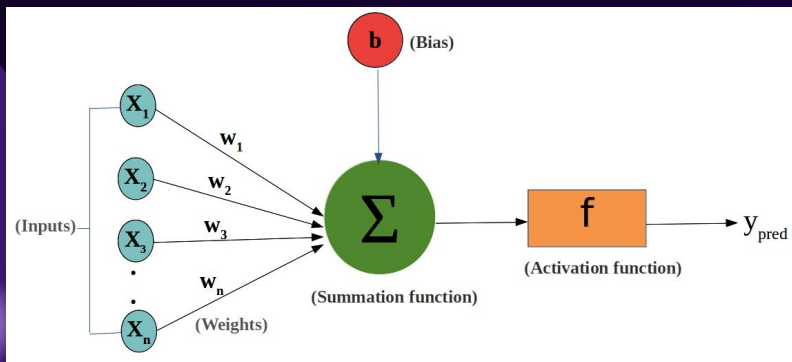 b (Bias)
X1
w1
X2
w2
(Inputs)
X3
w3
Σ
f
ypred
.
.
wn
(Activation function)
(Summation function)
Xn
(Weights)